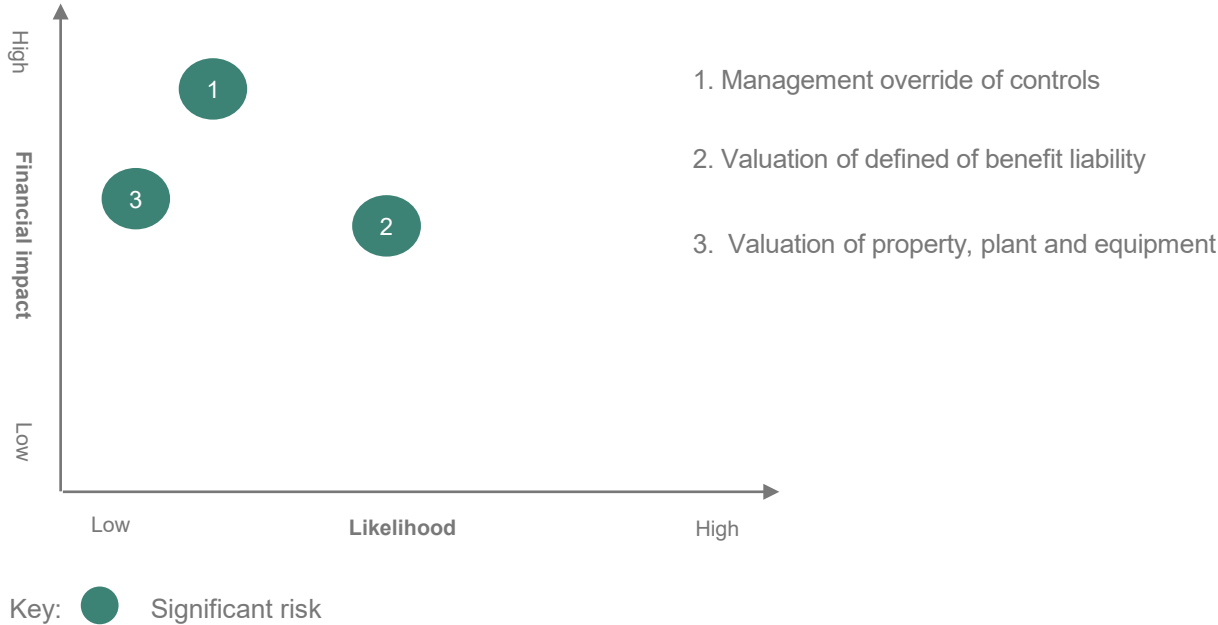 High
1
1. Management override of controls
Financial impact
2. Valuation of defined of benefit liability
3
2
3. Valuation of property, plant and equipment
Low
Low
Likelihood
High
Key:
Significant risk